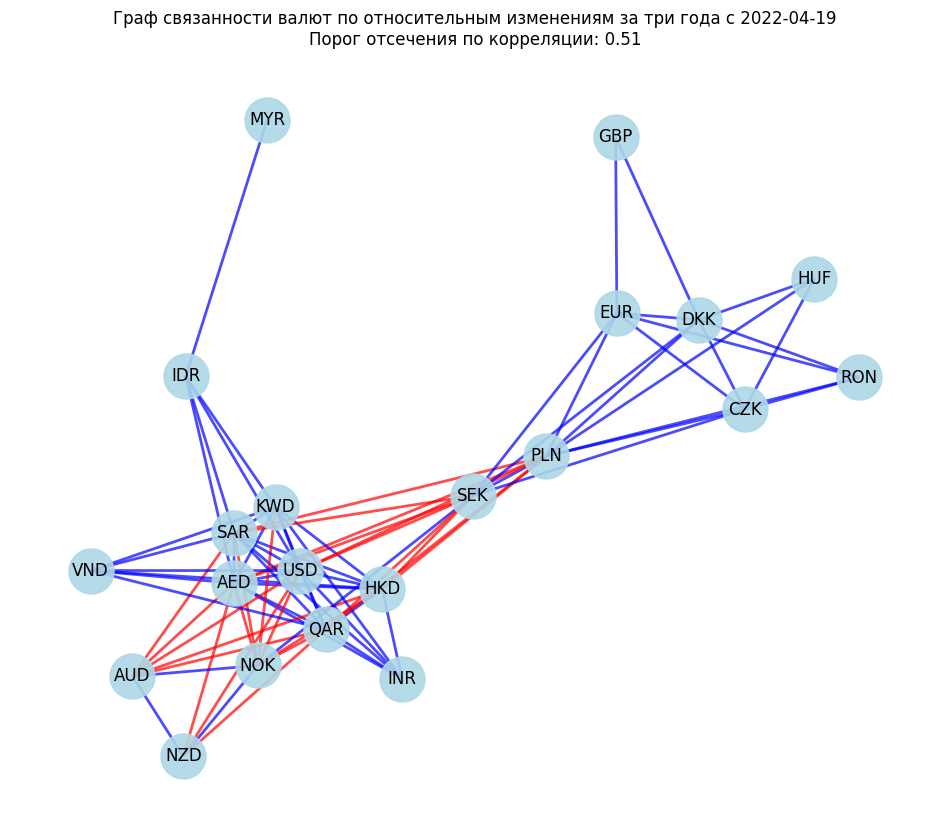 Граф связанности валют по относительным изменениям за три года с 2022-04-19
Порог отсечения по корреляции: 0.51
MYR
GBP
HUF
EUR
DKK
IDR
RON
CZK
PLN
SEK
KWD
SAR
VND
USD
AED
HKD
QAR
NOK
AUD
INR
NZD